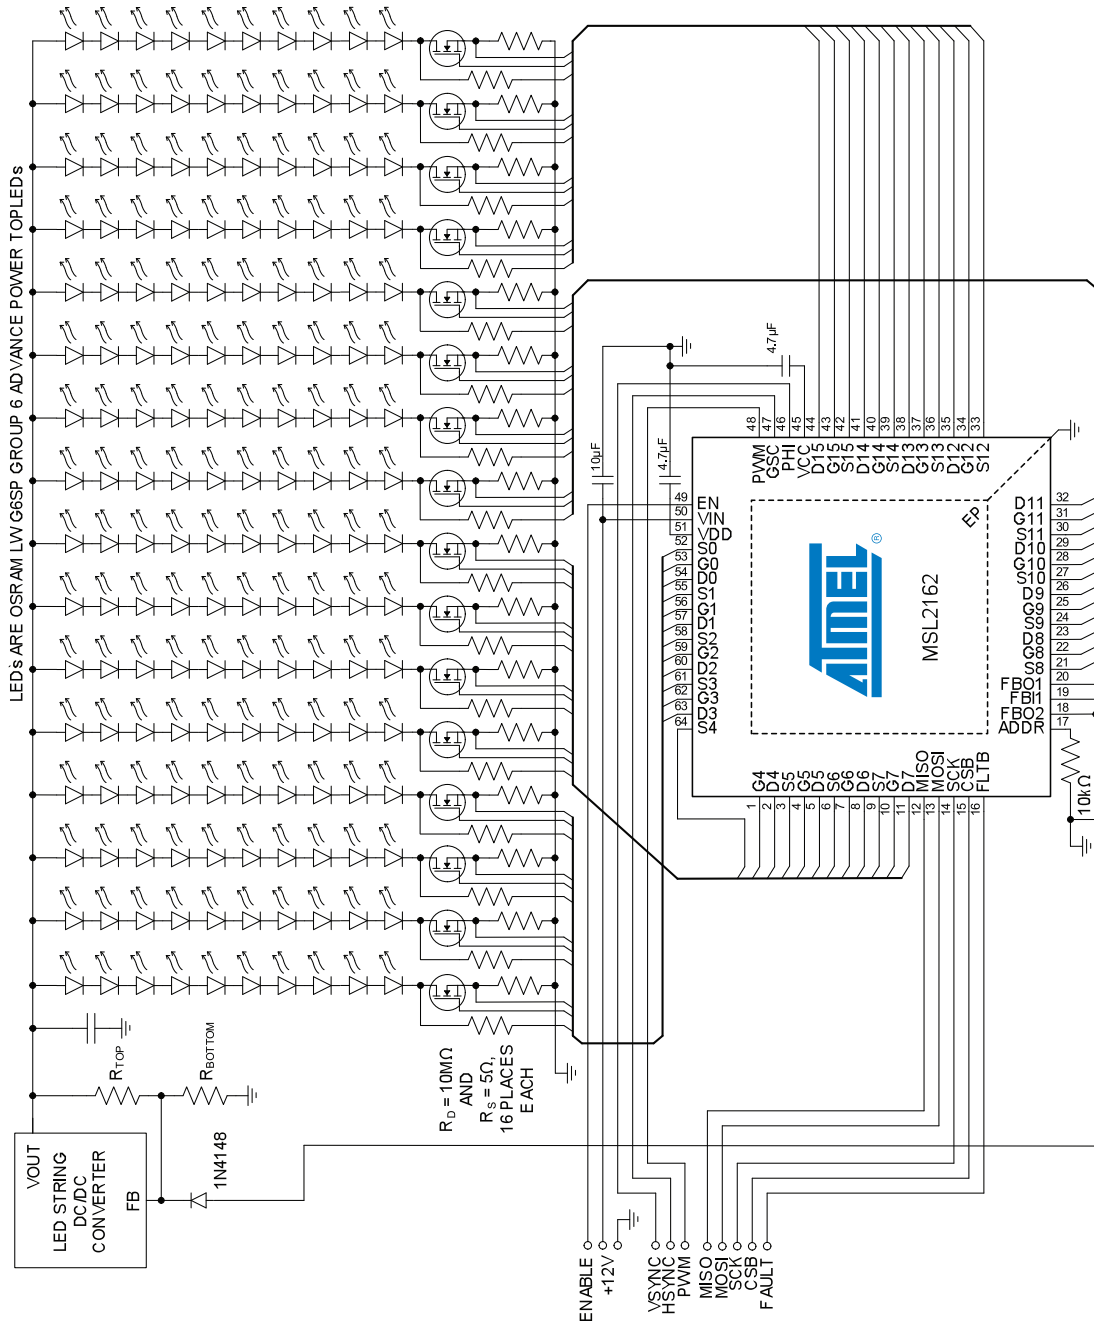 LED's ARE OSRAM LW G6SP GROUP 6 ADVANCE POWER TOPLEDs
VOUT
LED STRING
DC/DC
CONVERTER
FB
1N4148
RTOP
RBOTTOM
RD = 10MΩ
AND
RS = 5Ω,
16 PLACES
EACH
ENABLE
+12V
VSYNC
HSYNC
PWM
MISO
MOSI
SCK
CSB
FAULT
10µF
4.7µF
4.7µF
48 PWM
47 GSC
46 PHI
45 VCC
44 D15
43 G15
42 S15
41 D14
40 G14
39 S14
38 D13
37 G13
36 S13
35 D12
34 G12
33 S12
49 EN
50 VIN
51 VDD
52 S0
53 G0
54 D0
55 S1
56 G1
57 D1
58 S2
59 G2
60 D2
61 S3
62 G3
63 D3
64 S4
ATMEL
®
MSL2162
EP
D11 32
G11 31
S11 30
D10 29
G10 28
S10 27
D9 26
G9 25
S9 24
D8 23
G8 22
S8 21
FBO1 20
FBI1 19
FBO2 18
ADDR 17
1 G4
2 D4
3 S5
4 G5
5 D5
6 S6
7 G6
8 D6
9 S7
10 G7
11 D7
12 MISO
13 MOSI
14 SCK
15 CSB
16 FLTB
10kΩ